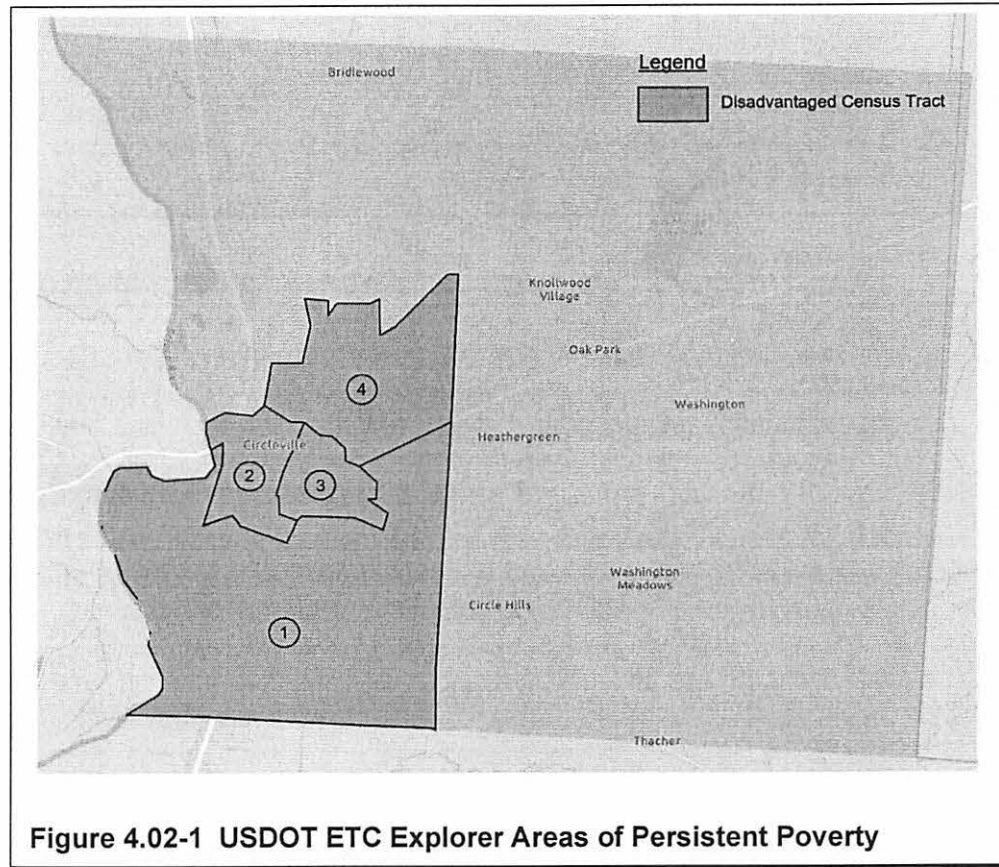 Bridlewood
Legend
Disadvantaged Census Tract
Knollwood
Village
Oak Park
4
Washington
Circleville
Heathergreen
2
3
Washington
Meadows
Circle Hills
1
Thacher
Figure 4.02-1 USDOT ETC Explorer Areas of Persistent Poverty